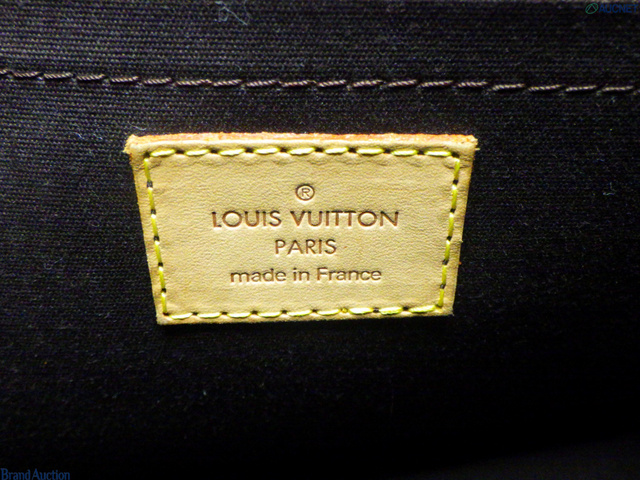 ®
LOUIS VUITTON
PARIS
made in France
Brand Auction